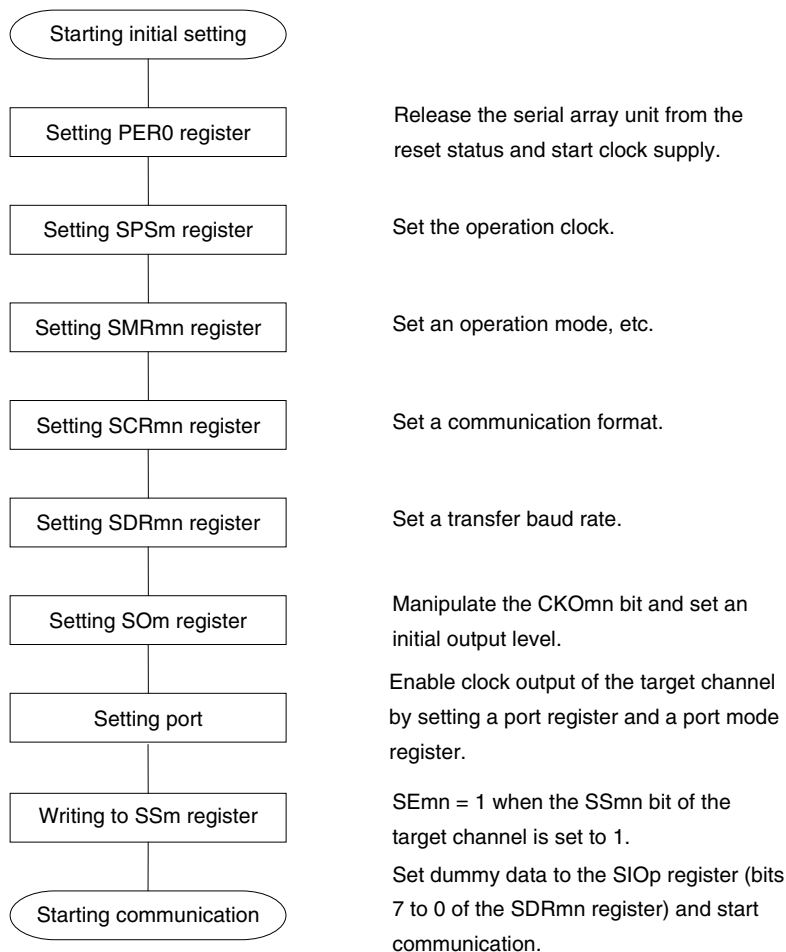 Starting initial setting
Setting PER0 register
Release the serial array unit from the
reset status and start clock supply.
Setting SPSm register
Set the operation clock.
Setting SMRmn register
Set an operation mode, etc.
Setting SCRmn register
Set a communication format.
Setting SDRmn register
Set a transfer baud rate.
Setting SOm register
Manipulate the CKOmn bit and set an
initial output level.
Setting port
Enable clock output of the target channel
by setting a port register and a port mode
register.
Writing to SSm register
SEmn = 1 when the SSmn bit of the
target channel is set to 1.
Starting communication
Set dummy data to the SIOp register (bits
7 to 0 of the SDRmn register) and start
communication.